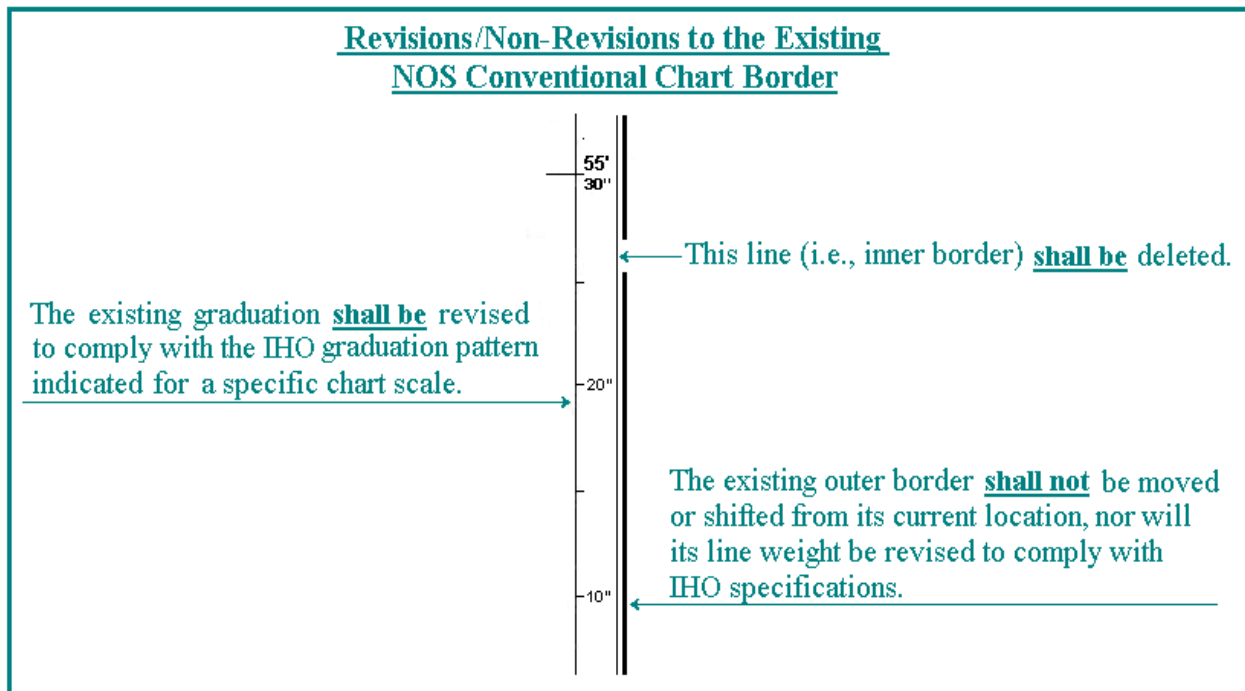 Revisions/Non-Revisions to the Existing
NOS Conventional Chart Border
55'
30"
This line (i.e., inner border) shall be deleted.
The existing graduation shall be revised
to comply with the IHO graduation pattern
indicated for a specific chart scale.
20"
The existing outer border shall not be moved
or shifted from its current location, nor will
its line weight be revised to comply with
IHO specifications.
10"